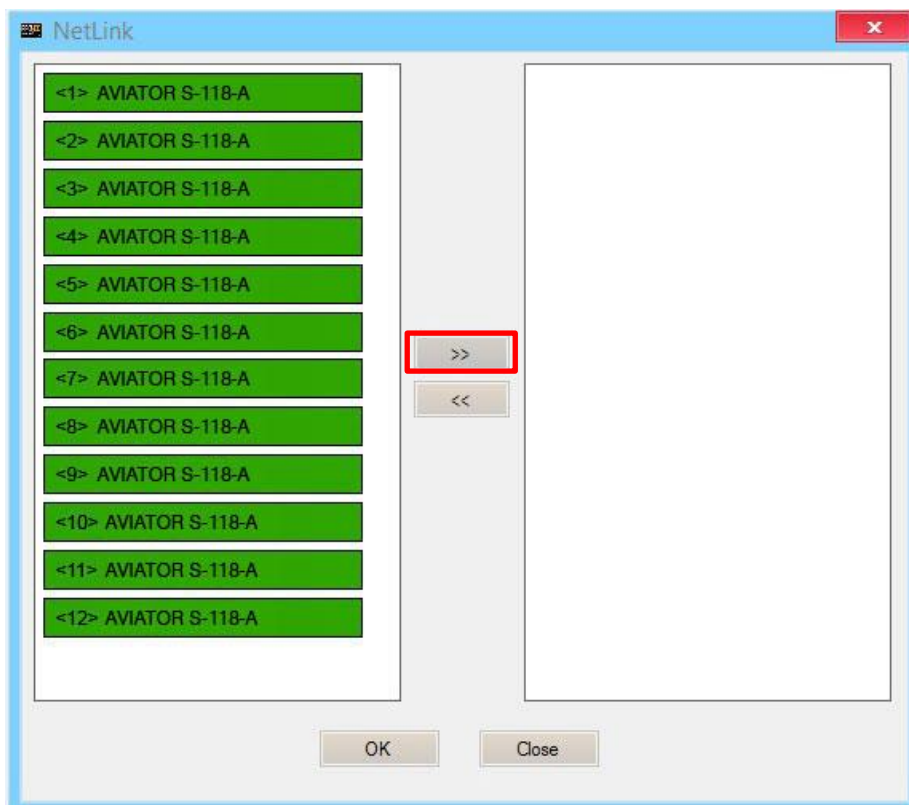 NetLink
x
<1> AVIATOR S-118-A
<2> AVIATOR S-118-A
<3> AVIATOR S-118-A
<4> AVIATOR S-118-A
<5> AVIATOR S-118-A
<6> AVIATOR S-118-A
<7> AVIATOR S-118-A
<8> AVIATOR S-118-A
<9> AVIATOR S-118-A
<10> AVIATOR S-118-A
<11> AVIATOR S-118-A
<12> AVIATOR S-118-A
>>
<<
OK
Close